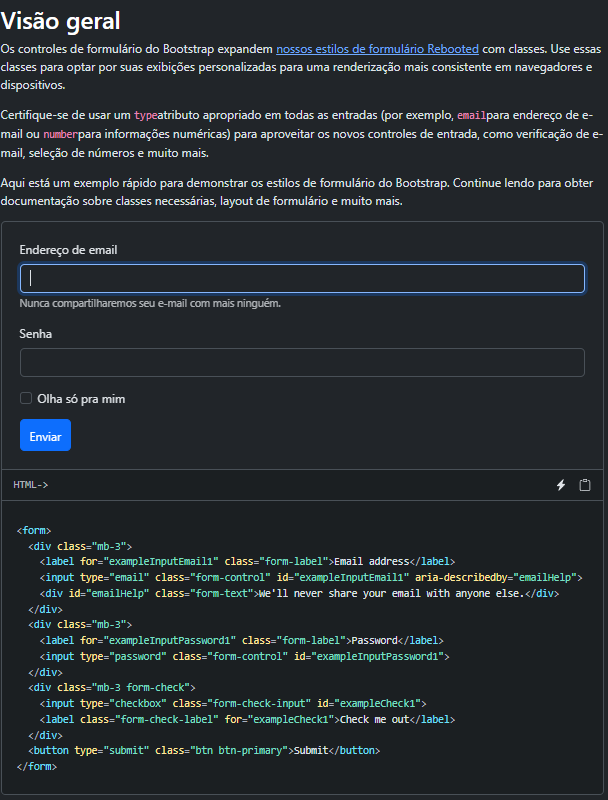 Visão geral
Os controles de formulário do Bootstrap expandem nossos estilos de formulário Rebooted com classes. Use essas
classes para optar por suas exibições personalizadas para uma renderização mais consistente em navegadores e
dispositivos.
Certifique-se de usar um typeatributo apropriado em todas as entradas (por exemplo, emailpara endereço de e-
mail ou numberpara informações numéricas) para aproveitar os novos controles de entrada, como verificação de e-
mail, seleção de números e muito mais.
Aqui está um exemplo rápido para demonstrar os estilos de formulário do Bootstrap. Continue lendo para obter
documentação sobre classes necessárias, layout de formulário e muito mais.
Endereço de email
Nunca compartilharemos seu e-mail com mais ninguém.
Senha
Olha só pra mim
Enviar
HTML->
<form>
  <div class="mb-3">
    <label for="exampleInputEmail1" class="form-label">Email address</label>
    <input type="email" class="form-control" id="exampleInputEmail1" aria-describedby="emailHelp">
    <div id="emailHelp" class="form-text">We'll never share your email with anyone else.</div>
  </div>
  <div class="mb-3">
    <label for="exampleInputPassword1" class="form-label">Password</label>
    <input type="password" class="form-control" id="exampleInputPassword1">
  </div>
  <div class="mb-3 form-check">
    <input type="checkbox" class="form-check-input" id="exampleCheck1">
    <label class="form-check-label" for="exampleCheck1">Check me out</label>
  </div>
  <button type="submit" class="btn btn-primary">Submit</button>
</form>